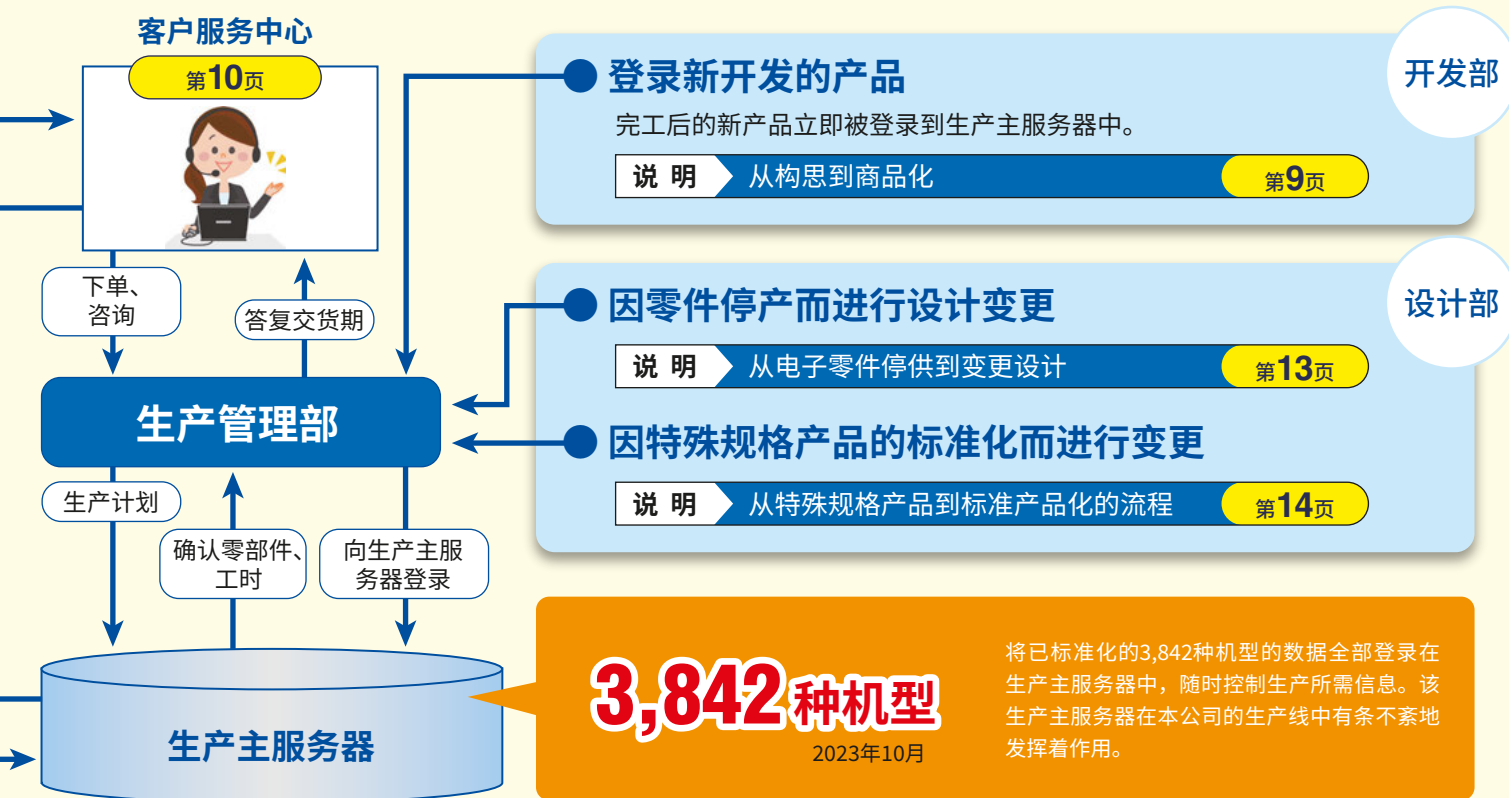 客户服务中心
第10页
下单、
咨询
答复交货期
生产管理部
生产计划
确认零部件、
工时
向生产主服
务器登录
生产主服务器
开发部
登录新开发的产品
完工后的新产品立即被登录到生产主服务器中。
说 明 从构思到商品化 第9页
设计部
因零件停产而进行设计变更
说 明 从电子零件停供到变更设计 第13页
因特殊规格产品的标准化而进行变更
说 明 从特殊规格产品到标准产品化的流程 第14页
3,842种机型
2023年10月
将已标准化的3,842种机型的数据全部登录在
生产主服务器中，随时控制生产所需信息。该
生产主服务器在本公司的生产线中有条不紊地
发挥着作用。